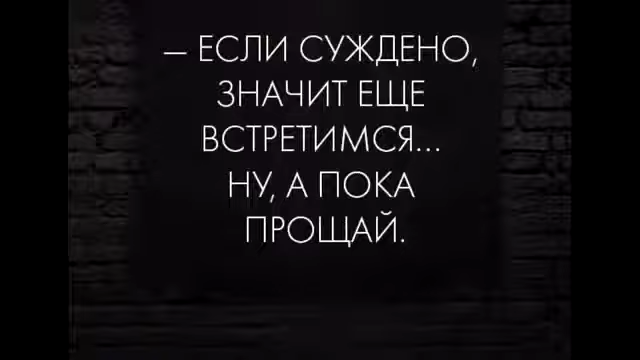 — ЕСЛИ СУЖДЕНО,
ЗНАЧИТ ЕЩЕ
ВСТРЕТИМСЯ...
НУ, А ПОКА
ПРОЩАЙ.